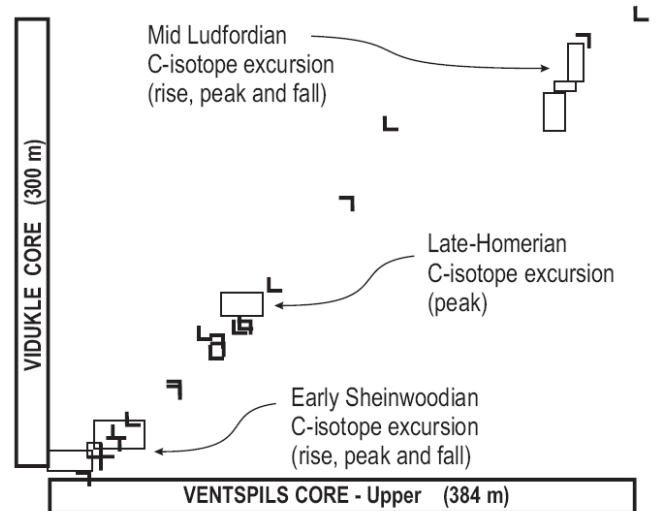 Mid Ludfordian
C-isotope excursion
(rise, peak and fall)
VIDUKLE CORE (300 m)
Late-Homerian
C-isotope excursion
(peak)
Early Sheinwoodian
C-isotope excursion
(rise, peak and fall)
VENTSPILS CORE - Upper (384 m)